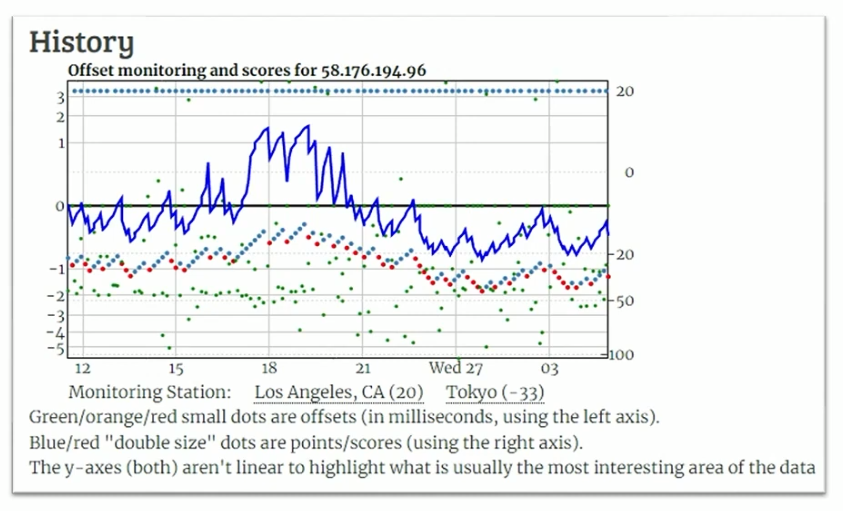 History
Offset monitoring and scores for 58.176.194.96
3
2
1
0
-1
-2
-3
-4
-5
20
0
-20
-50
-100
12 15 18 21 Wed 27 03
Monitoring Station: Los Angeles, CA (20) Tokyo (-33)
Green/orange/red small dots are offsets (in milliseconds, using the left axis).
Blue/red "double size" dots are points/scores (using the right axis).
The y-axes (both) aren't linear to highlight what is usually the most interesting area of the data